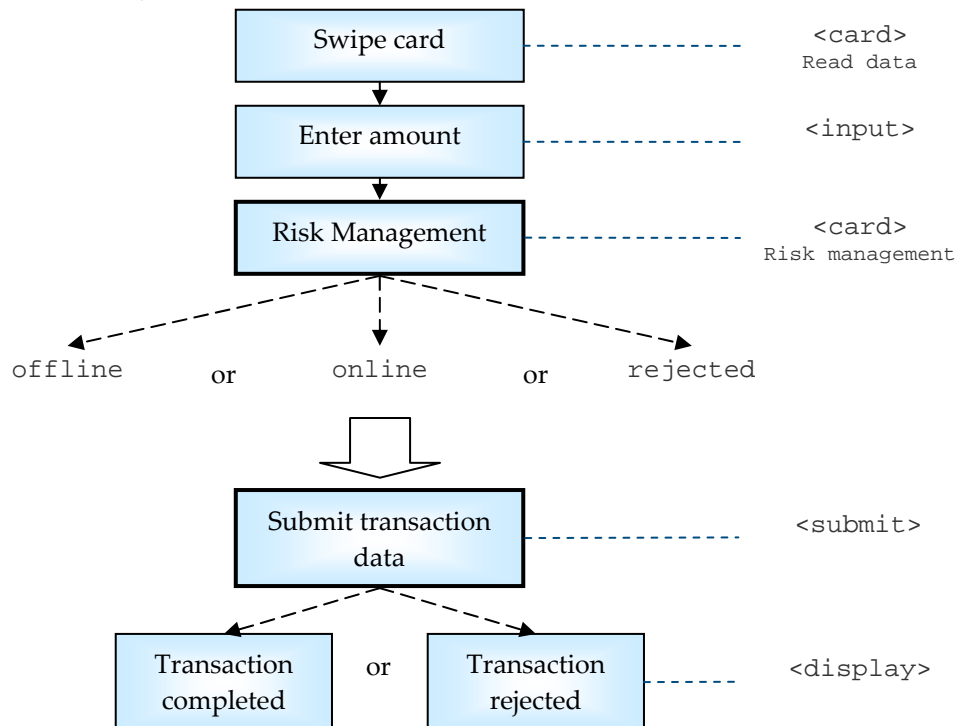 Swipe card
<card>
Read data
Enter amount
<input>
Risk Management
<card>
Risk management
offline or online or rejected
Submit transaction
data
<submit>
Transaction
completed
or
Transaction
rejected
<display>